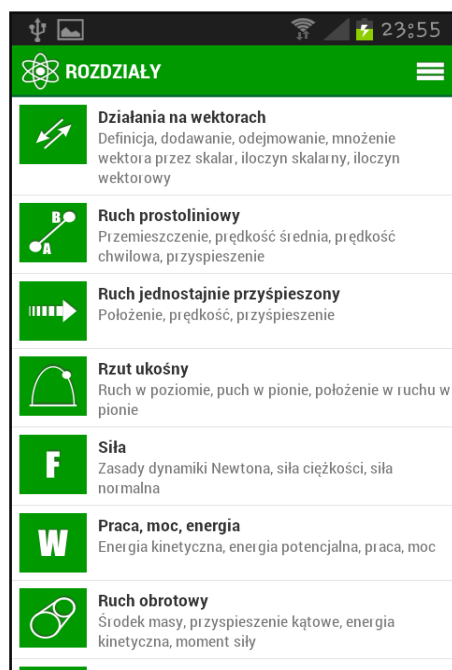 23:55
ROZDZIAŁY
Działania na wektorach
Definicja, dodawanie, odejmowanie, mnożenie
wektora przez skalar, iloczyn skalarny, iloczyn
wektorowy
B
A
Ruch prostoliniowy
Przemieszczenie, prędkość średnia, prędkość
chwilowa, przyspieszenie
Ruch jednostajnie przyśpieszony
Położenie, prędkość, przyśpieszenie
Rzut ukośny
Ruch w poziomie, puch w pionie, położenie w ruchu w
pionie
F
Siła
Zasady dynamiki Newtona, siła ciężkości, siła
normalna
W
Praca, moc, energia
Energia kinetyczna, energia potencjalna, praca, moc
Ruch obrotowy
Środek masy, przyspieszenie kątowe, energia
kinetyczna, moment siły